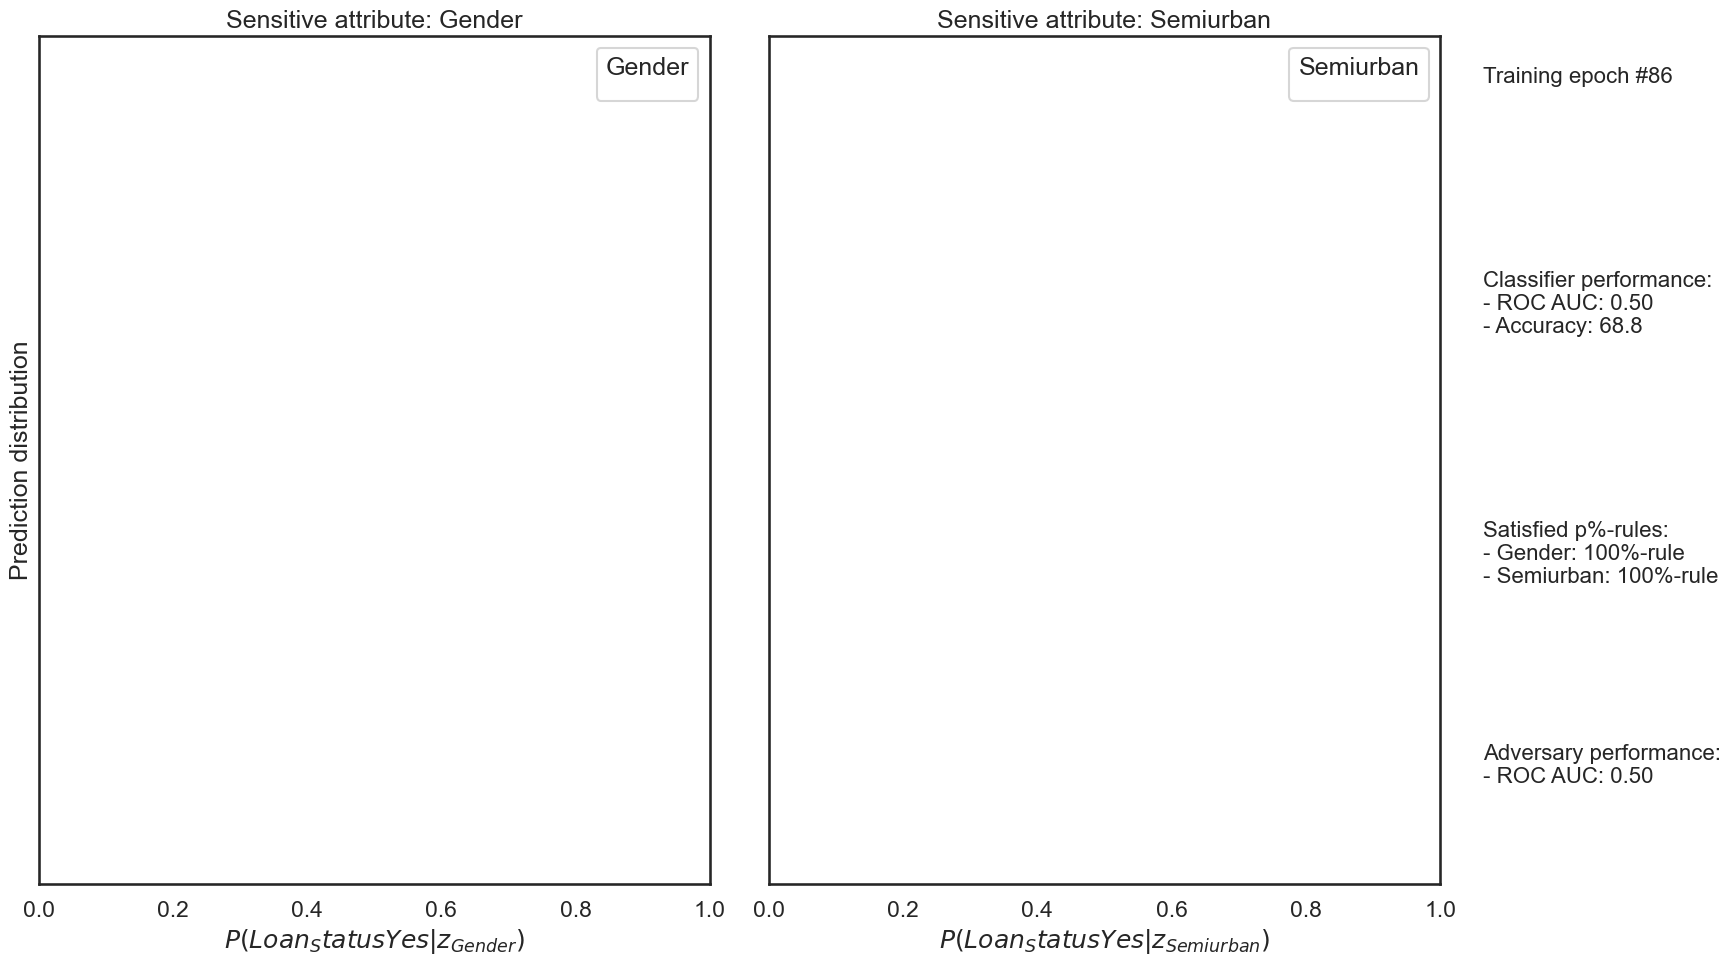 Sensitive attribute: Gender
Sensitive attribute: Semiurban
Gender
Semiurban
Training epoch #86
Classifier performance:
- ROC AUC: 0.50
- Accuracy: 68.8
Satisfied p%-rules:
- Gender: 100%-rule
- Semiurban: 100%-rule
Adversary performance:
- ROC AUC: 0.50
Prediction distribution
0.0 0.2 0.4 0.6 0.8 1.0
0.0 0.2 0.4 0.6 0.8 1.0
P(Loan_StatusYes|z_Gender)
P(Loan_StatusYes|z_Semiurban)